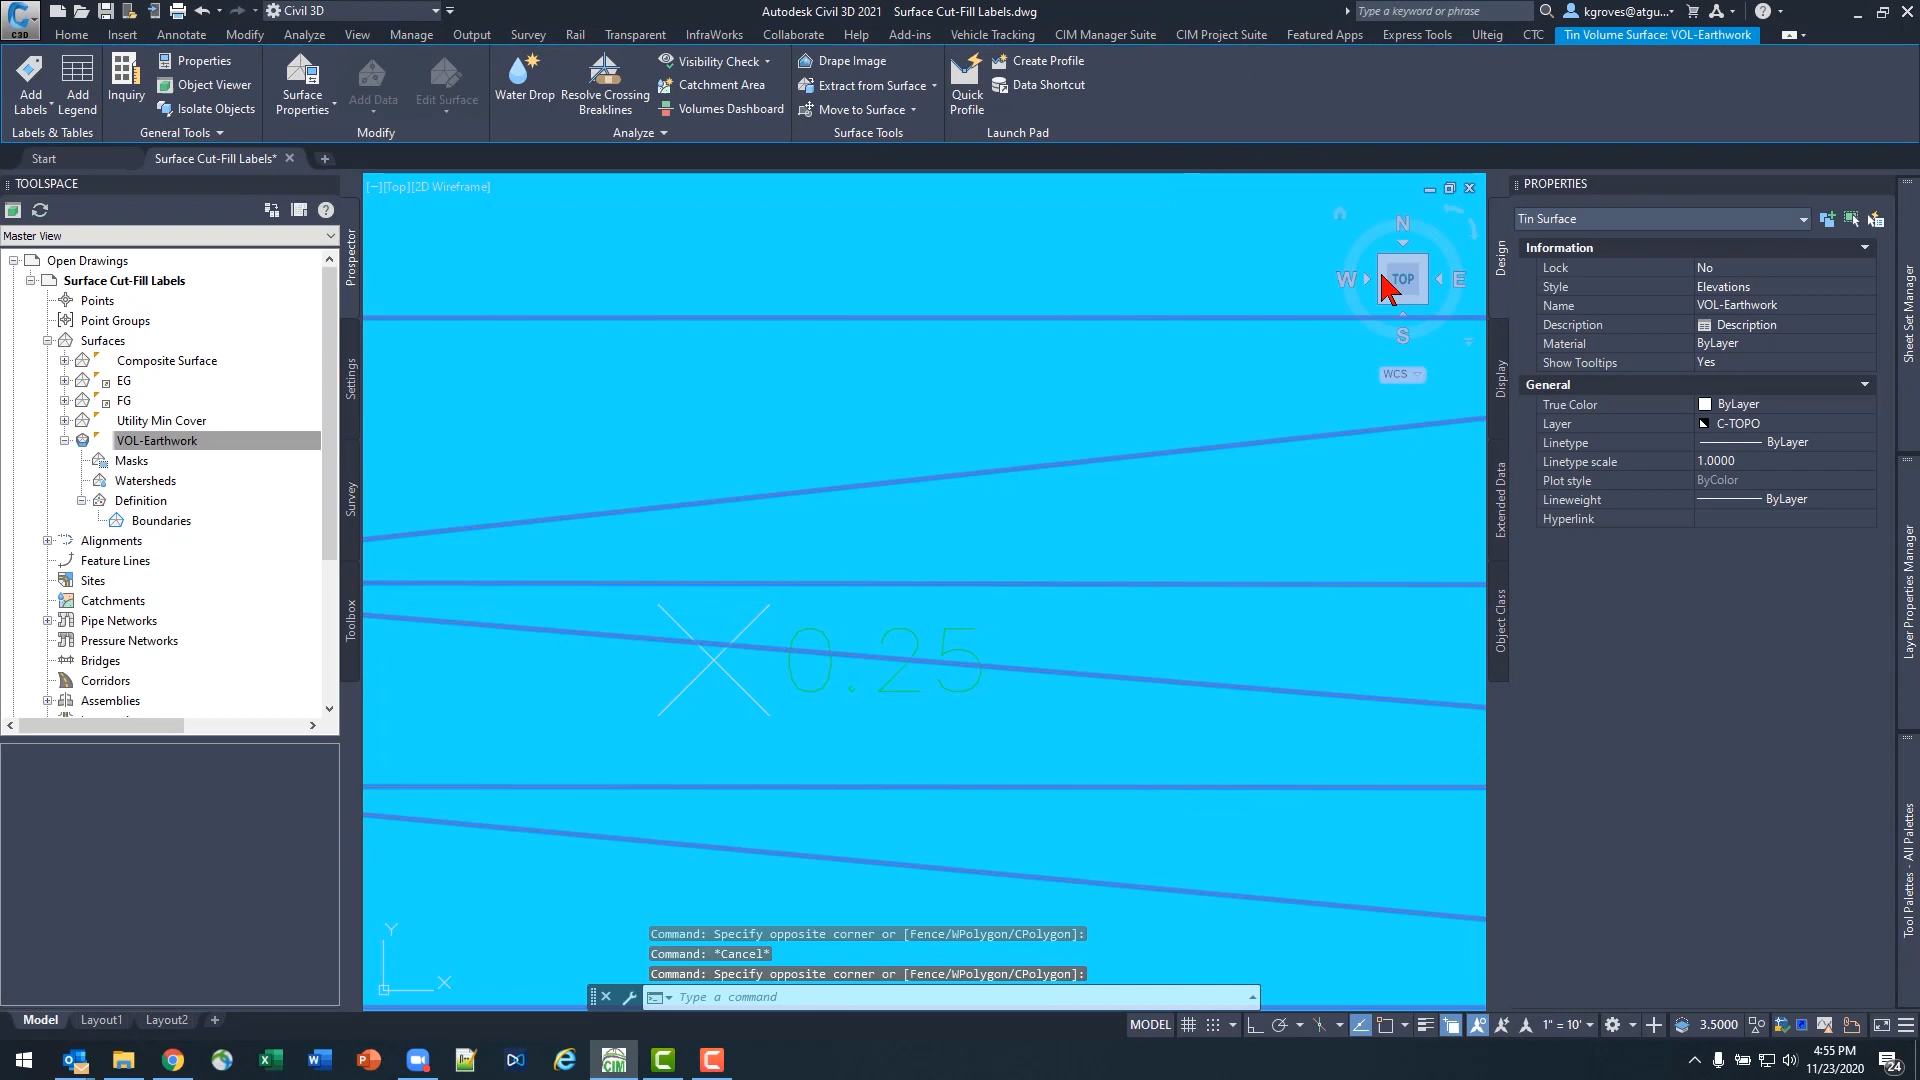 C3D
Civil 3D
Autodesk Civil 3D 2021 Surface Cut-Fill Labels.dwg
Type a keyword or phrase
kgroves@atgu...
Home Insert Annotate Modify Analyze View Manage Output Survey Rail Transparent InfraWorks Collaborate Help Add-ins Vehicle Tracking CIM Manager Suite CIM Project Suite Featured Apps Express Tools Ulteig CTC Tin Volume Surface: VOL-Earthwork
Add Labels
Add Legend
Labels & Tables
Inquiry
Properties
Object Viewer
Isolate Objects
General Tools
Surface Properties
Add Data
Edit Surface
Modify
Water Drop
Resolve Crossing Breaklines
Visibility Check
Catchment Area
Volumes Dashboard
Analyze
Drape Image
Extract from Surface
Move to Surface
Surface Tools
Quick Profile
Create Profile
Data Shortcut
Launch Pad
Start
Surface Cut-Fill Labels*
TOOLSPACE
Master View
Open Drawings
Surface Cut-Fill Labels
Points
Point Groups
Surfaces
Composite Surface
EG
FG
Utility Min Cover
VOL-Earthwork
Masks
Watersheds
Definition
Boundaries
Alignments
Feature Lines
Sites
Catchments
Pipe Networks
Pressure Networks
Bridges
Corridors
Assemblies
Prospector
Settings
Survey
Toolbox
[−][Top][2D Wireframe]
N
W TOP E
S
WCS
0.25
Y
X
Command: Specify opposite corner or [Fence/WPolygon/CPolygon]:
Command: *Cancel*
Command: Specify opposite corner or [Fence/WPolygon/CPolygon]:
Type a command
PROPERTIES
Tin Surface
Information
Lock No
Style Elevations
Name VOL-Earthwork
Description Description
Material ByLayer
Show Tooltips Yes
General
True Color ByLayer
Layer C-TOPO
Linetype ByLayer
Linetype scale 1.0000
Plot style ByColor
Lineweight ByLayer
Hyperlink
Design
Display
Extended Data
Object Class
Sheet Set Manager
Layer Properties Manager
Tool Palettes - All Palettes
Model Layout1 Layout2
MODEL
1" = 10'
3.5000
CIM
4:55 PM
11/23/2020
24